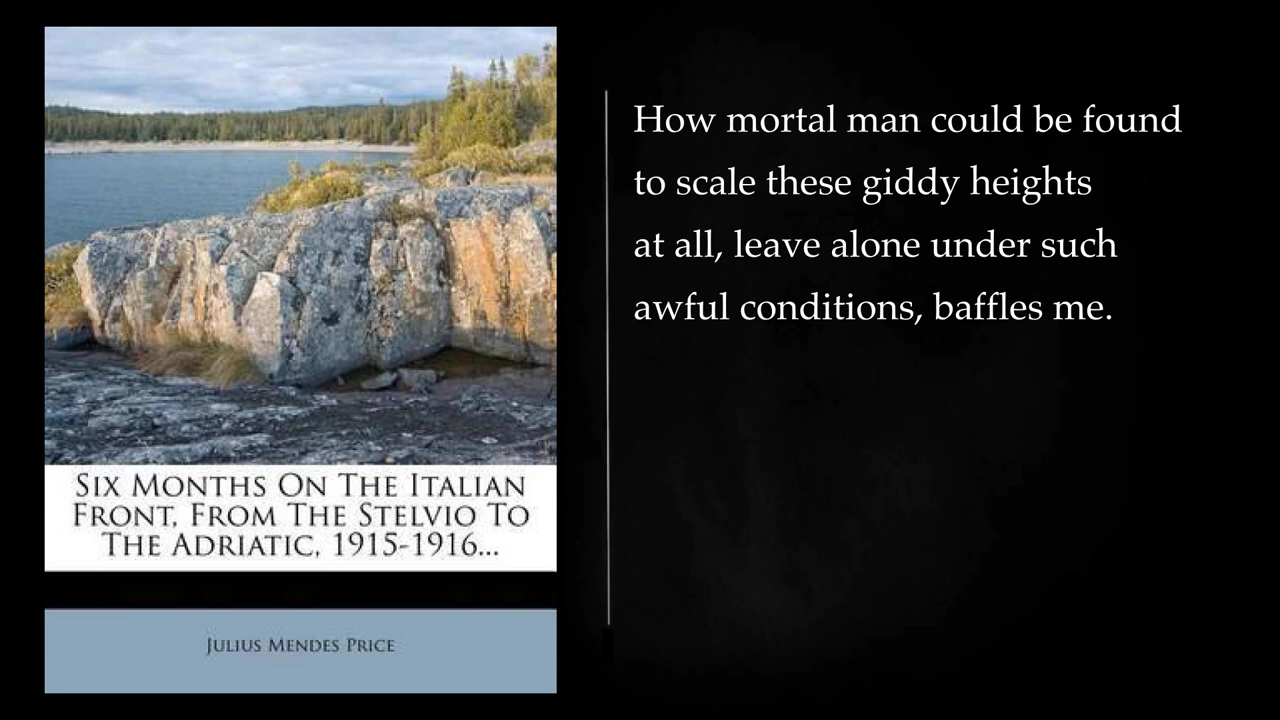 Six Months On The Italian
Front, From The Stelvio To
The Adriatic, 1915-1916...
Julius Mendes Price
How mortal man could be found
to scale these giddy heights
at all, leave alone under such
awful conditions, baffles me.